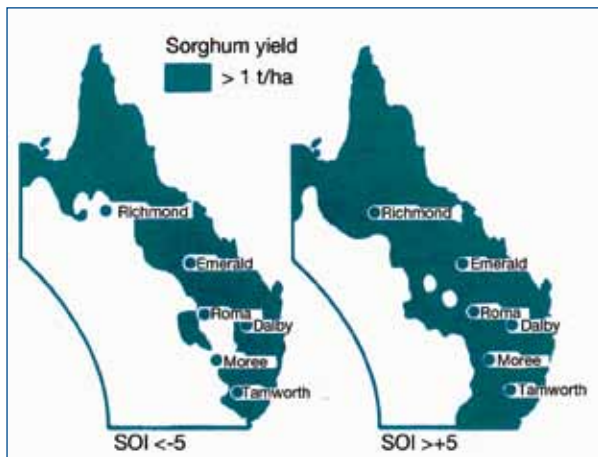 Sorghum yield
> 1 t/ha
Richmond
Emerald
Roma
Dalby
Moree
Tamworth
SOI <-5
Richmond
Emerald
Roma
Dalby
Moree
Tamworth
SOI >+5